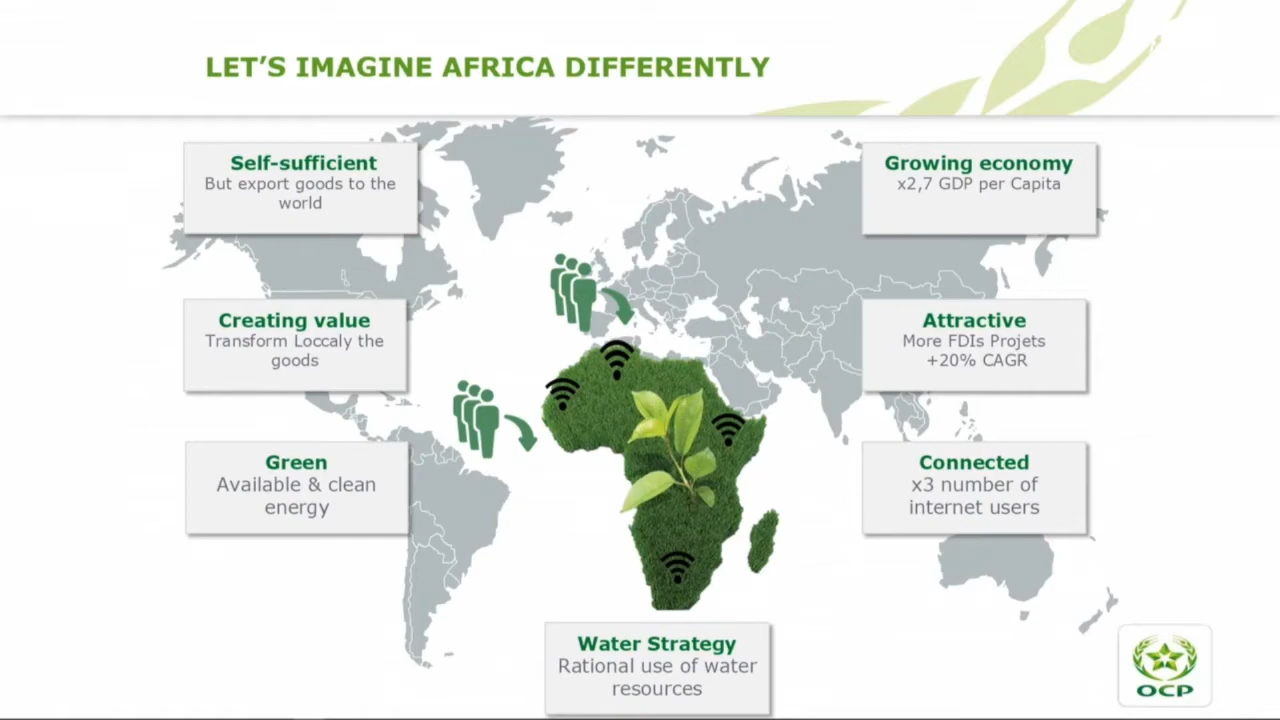 LET’S IMAGINE AFRICA DIFFERENTLY
Self-sufficient
But export goods to the
world
Growing economy
x2,7 GDP per Capita
Creating value
Transform Loccaly the
goods
Attractive
More FDIs Projets
+20% CAGR
Green
Available & clean
energy
Connected
x3 number of
internet users
Water Strategy
Rational use of water
resources
OCP